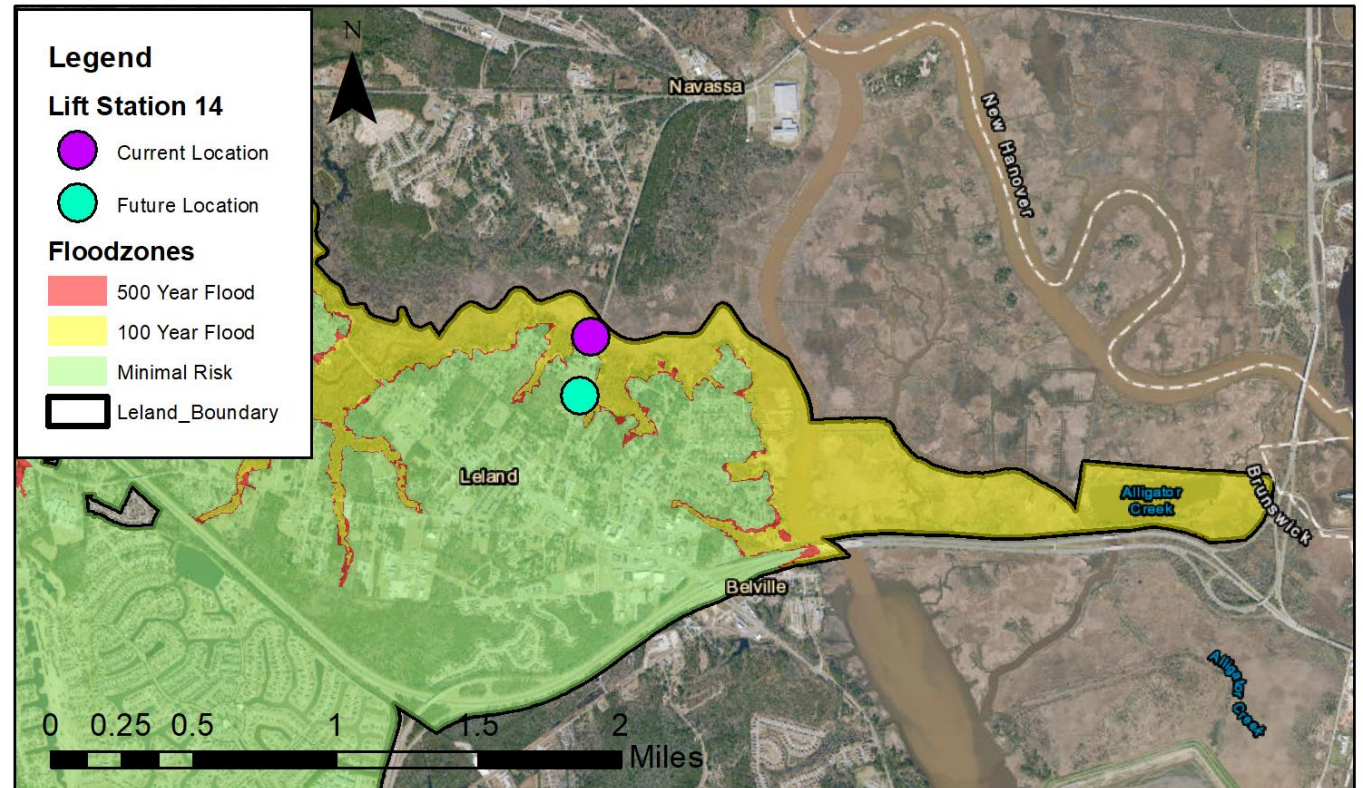 Legend
Lift Station 14
Current Location
Future Location
Floodzones
500 Year Flood
100 Year Flood
Minimal Risk
Leland_Boundary
N
Navassa
New Hanover
Leland
Alligator
Creek
Brunswick
Belville
Alligator Creek
0 0.25 0.5 1 1.5 2
Miles